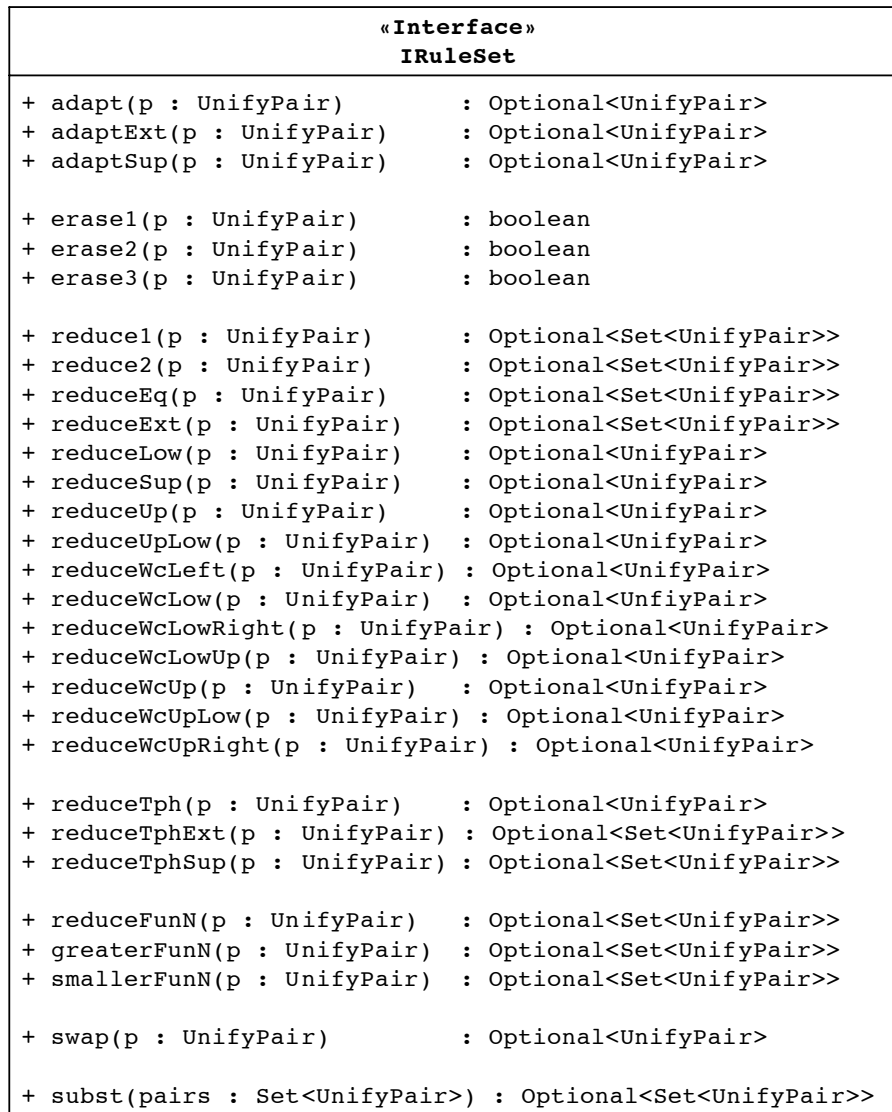 «Interface»
IRuleSet
+ adapt(p : UnifyPair) : Optional<UnifyPair>
+ adaptExt(p : UnifyPair) : Optional<UnifyPair>
+ adaptSup(p : UnifyPair) : Optional<UnifyPair>
+ erase1(p : UnifyPair) : boolean
+ erase2(p : UnifyPair) : boolean
+ erase3(p : UnifyPair) : boolean
+ reduce1(p : UnifyPair) : Optional<Set<UnifyPair>>
+ reduce2(p : UnifyPair) : Optional<Set<UnifyPair>>
+ reduceEq(p : UnifyPair) : Optional<Set<UnifyPair>>
+ reduceExt(p : UnifyPair) : Optional<Set<UnifyPair>>
+ reduceLow(p : UnifyPair) : Optional<UnifyPair>
+ reduceSup(p : UnifyPair) : Optional<UnifyPair>
+ reduceUp(p : UnifyPair) : Optional<UnifyPair>
+ reduceUpLow(p : UnifyPair) : Optional<UnifyPair>
+ reduceWcLeft(p : UnifyPair) : Optional<UnifyPair>
+ reduceWcLow(p : UnifyPair) : Optional<UnfiyPair>
+ reduceWcLowRight(p : UnifyPair) : Optional<UnifyPair>
+ reduceWcLowUp(p : UnifyPair) : Optional<UnifyPair>
+ reduceWcUp(p : UnifyPair) : Optional<UnifyPair>
+ reduceWcUpLow(p : UnifyPair) : Optional<UnifyPair>
+ reduceWcUpRight(p : UnifyPair) : Optional<UnifyPair>
+ reduceTph(p : UnifyPair) : Optional<UnifyPair>
+ reduceTphExt(p : UnifyPair) : Optional<Set<UnifyPair>>
+ reduceTphSup(p : UnifyPair) : Optional<Set<UnifyPair>>
+ reduceFunN(p : UnifyPair) : Optional<Set<UnifyPair>>
+ greaterFunN(p : UnifyPair) : Optional<Set<UnifyPair>>
+ smallerFunN(p : UnifyPair) : Optional<Set<UnifyPair>>
+ swap(p : UnifyPair) : Optional<UnifyPair>
+ subst(pairs : Set<UnifyPair>) : Optional<Set<UnifyPair>>